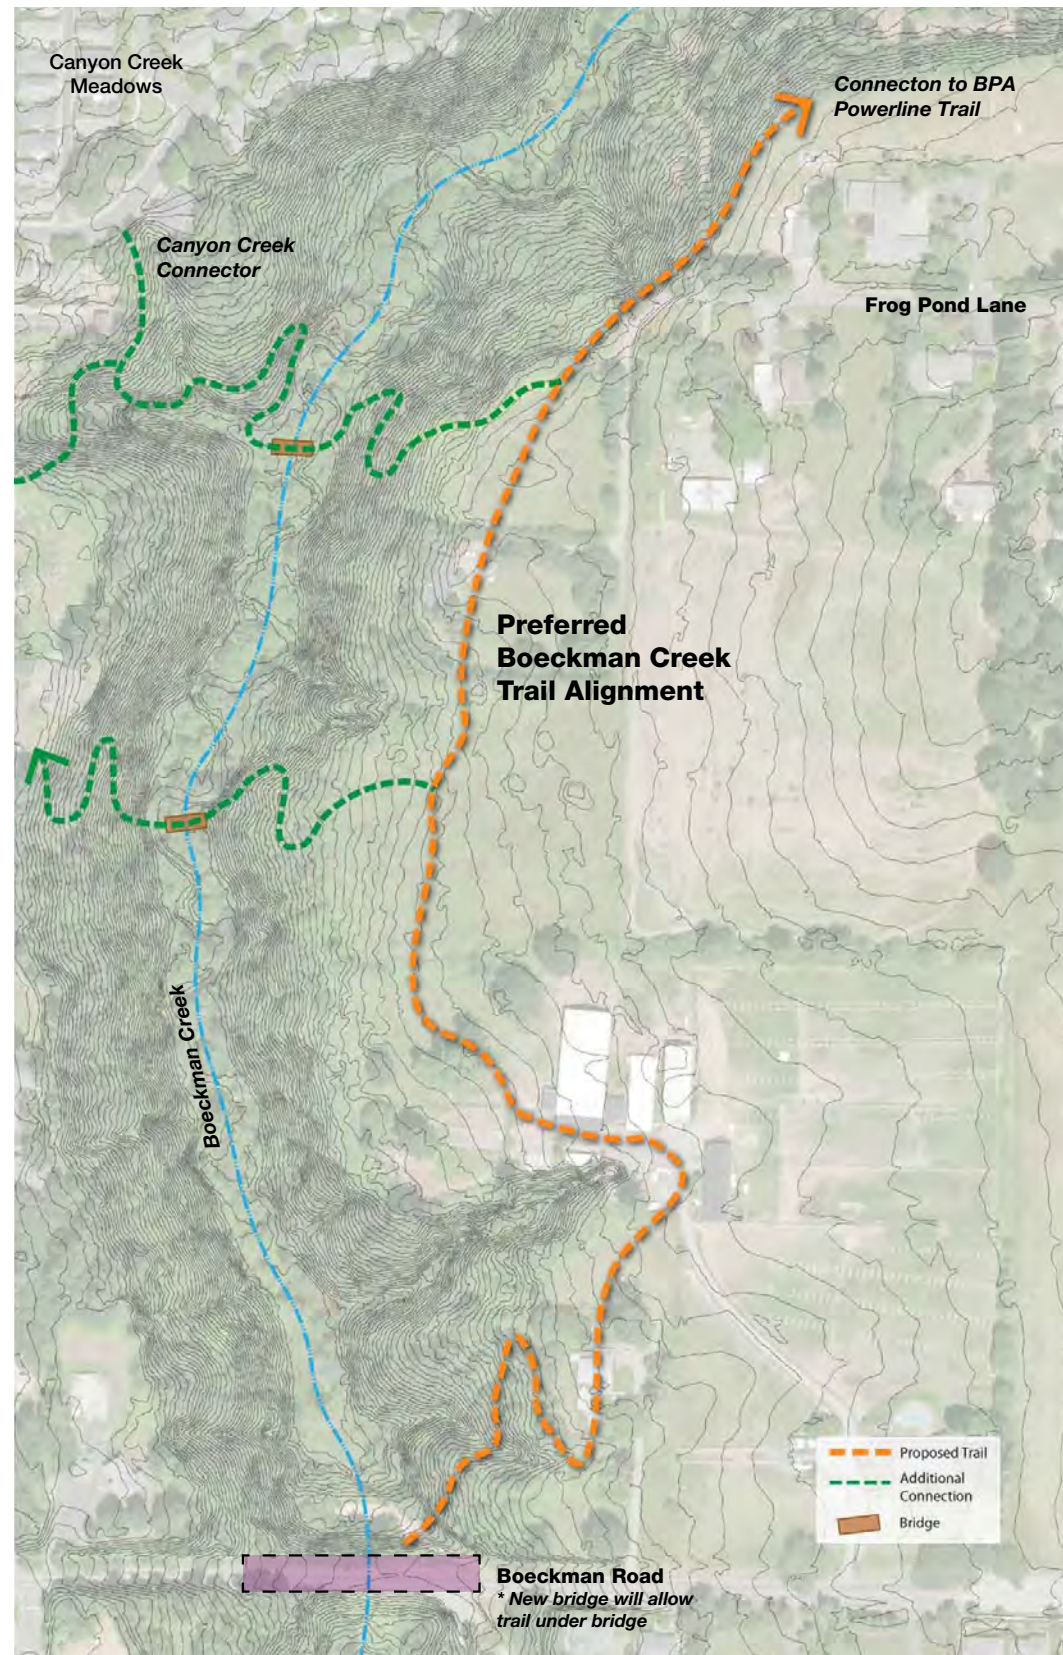 Canyon Creek
Meadows
Connecton to BPA
Powerline Trail
Canyon Creek
Connector
Frog Pond Lane
Preferred
Boeckman Creek
Trail Alignment
Boeckman Creek
Proposed Trail
Additional
Connection
Bridge
Boeckman Road
* New bridge will allow
trail under bridge